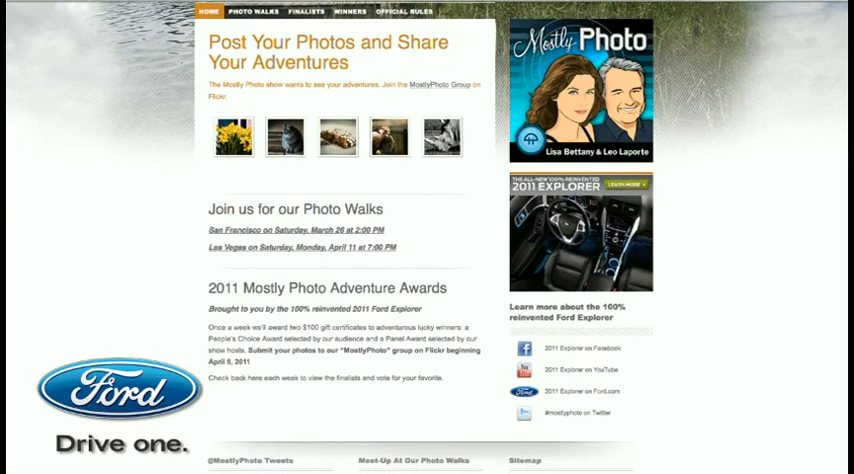 HOME PHOTO WALKS FINALISTS WINNERS OFFICIAL RULES
Post Your Photos and Share
Your Adventures
The Mostly Photo show wants to see your adventures. Join the MostlyPhoto Group on
Flickr.
Join us for our Photo Walks
San Francisco on Saturday, March 26 at 2:00 PM
Las Vegas on Saturday, Monday, April 11 at 7:00 PM
2011 Mostly Photo Adventure Awards
Brought to you by the 100% reinvented 2011 Ford Explorer
Once a week we'll award two $100 gift certificates to adventurous lucky winners: a
People's Choice Award selected by our audience and a Panel Award selected by our
show hosts. Submit your photos to our "MostlyPhoto" group on Flickr beginning
April 5, 2011
Check back here each week to view the finalists and vote for your favorite.
Mostly Photo
Lisa Bettany & Leo Laporte
THE ALL-NEW 100% REINVENTED
2011 EXPLORER
LEARN MORE
Learn more about the 100%
reinvented Ford Explorer
2011 Explorer on Facebook
2011 Explorer on YouTube
2011 Explorer on Ford.com
#mostlyphoto on Twitter
Ford
Drive one.
@MostlyPhoto Tweets
Meet-Up At Our Photo Walks
Sitemap